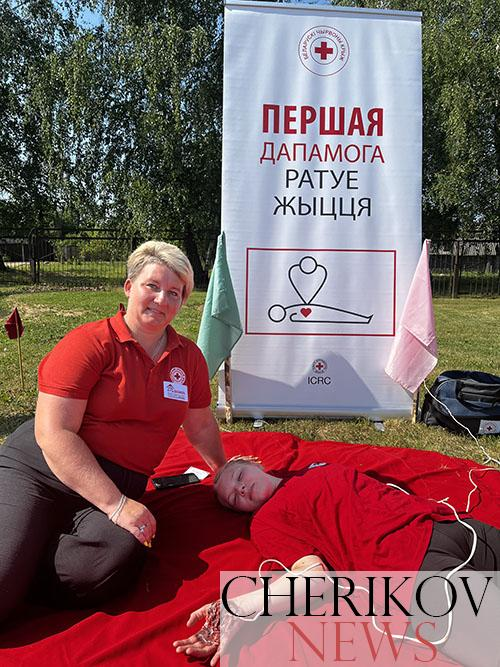 БЕЛАРУСКІ ЧЫРВОНЫ КРЫЖ
ПЕРШАЯ
ДАПАМОГА
РАТУЕ
ЖЫЦЦЯ
ICRC
CHERIKOV
NEWS